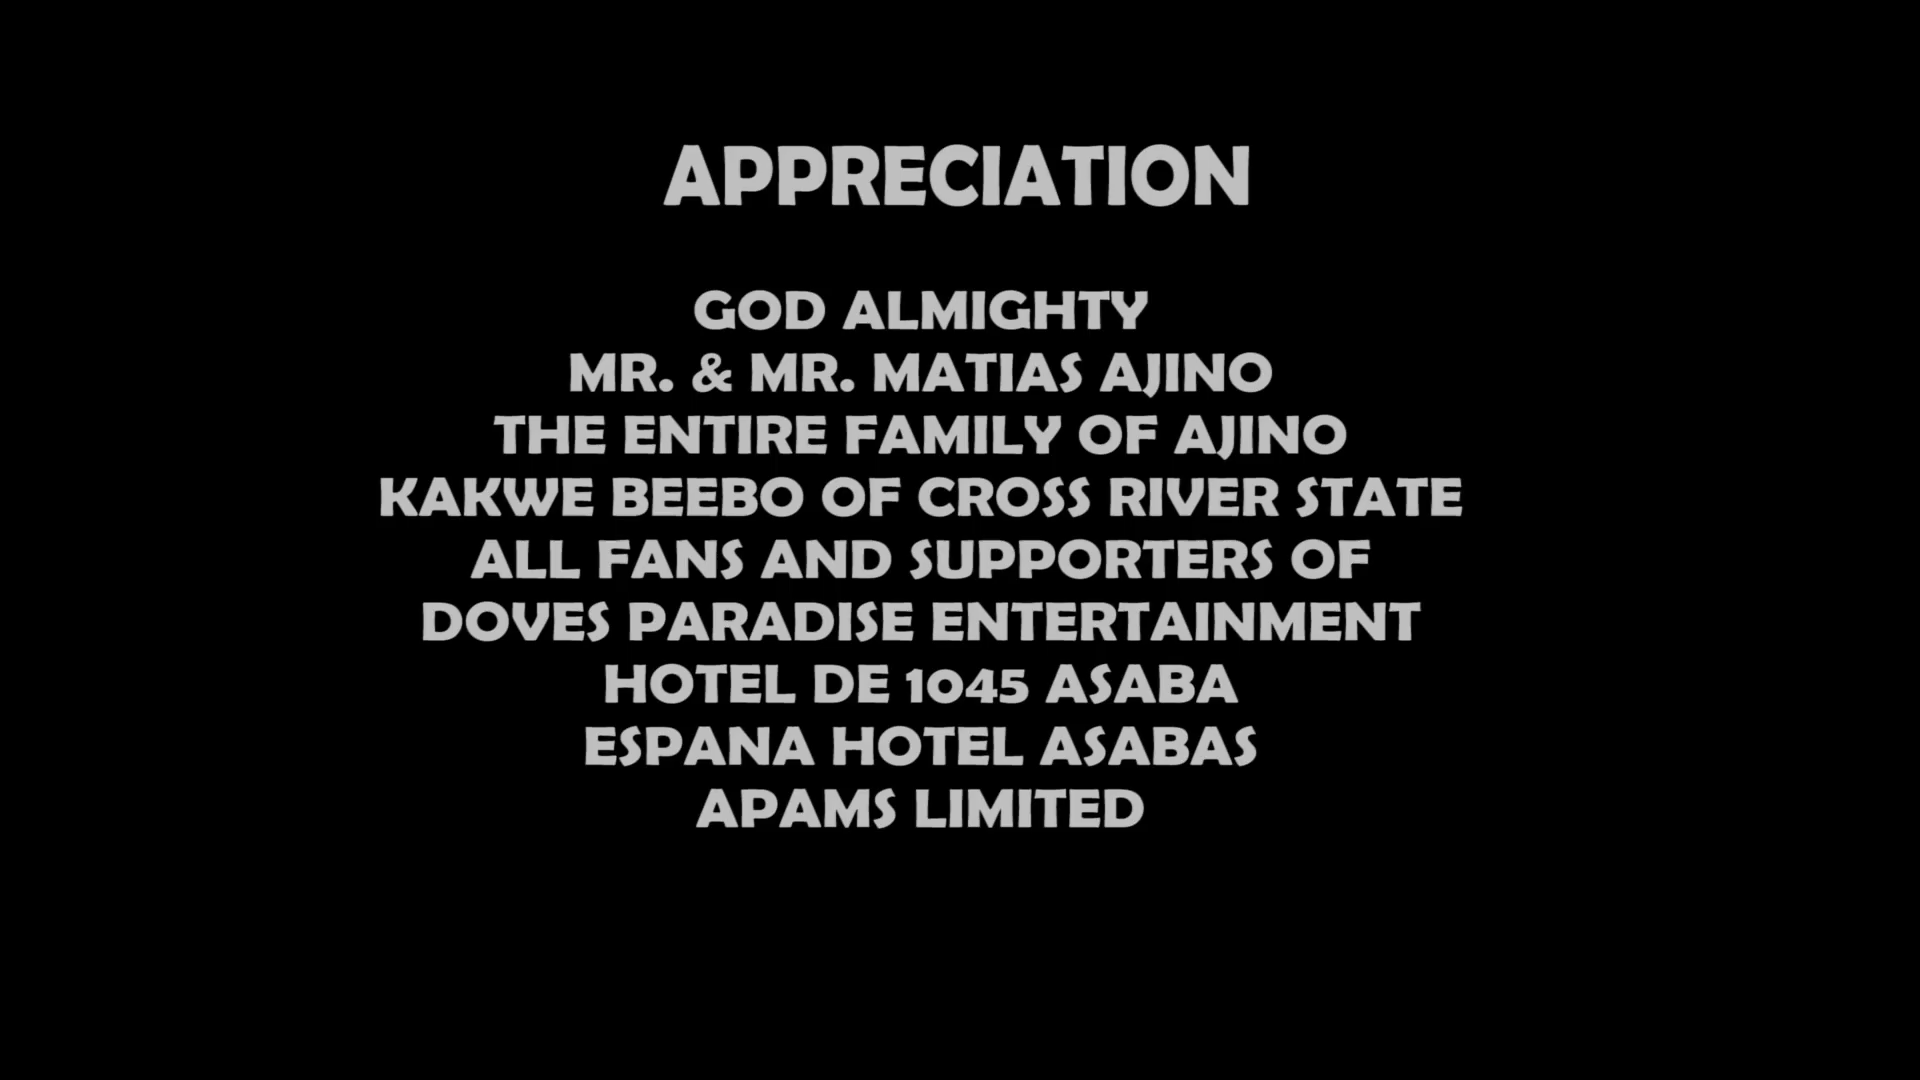 APPRECIATION
GOD ALMIGHTY
MR. & MR. MATIAS AJINO
THE ENTIRE FAMILY OF AJINO
KAKWE BEEBO OF CROSS RIVER STATE
ALL FANS AND SUPPORTERS OF
DOVES PARADISE ENTERTAINMENT
HOTEL DE 1045 ASABA
ESPANA HOTEL ASABAS
APAMS LIMITED